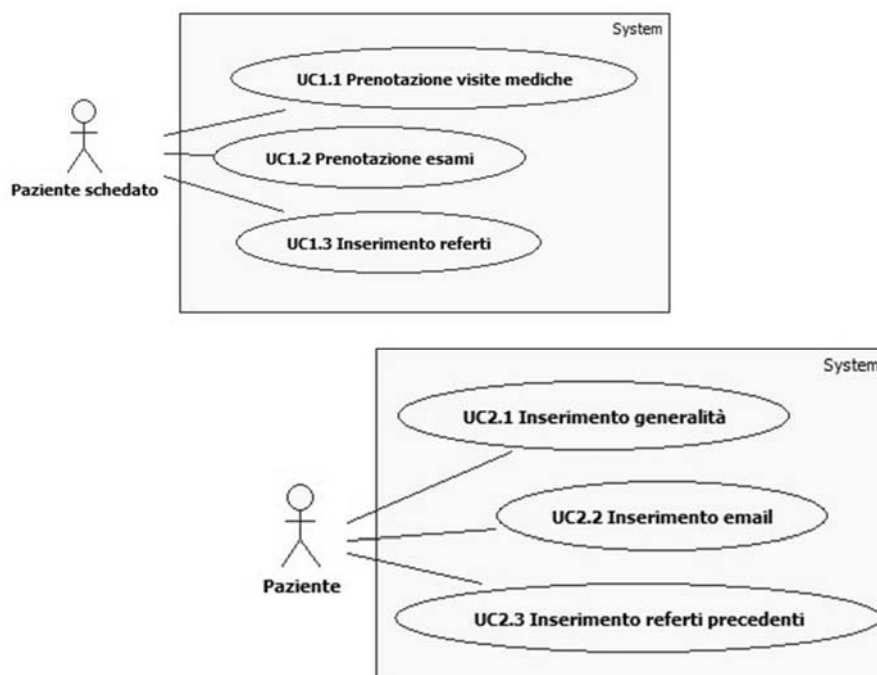 System
UC1.1 Prenotazione visite mediche
UC1.2 Prenotazione esami
Paziente schedato
UC1.3 Inserimento referti
System
UC2.1 Inserimento generalità
UC2.2 Inserimento email
Paziente
UC2.3 Inserimento referti precedenti